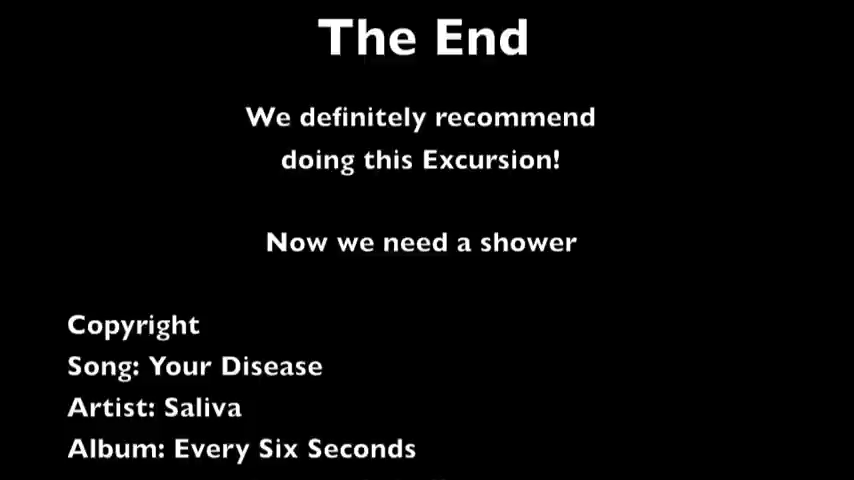 The End
We definitely recommend
doing this Excursion!
Now we need a shower
Copyright
Song: Your Disease
Artist: Saliva
Album: Every Six Seconds